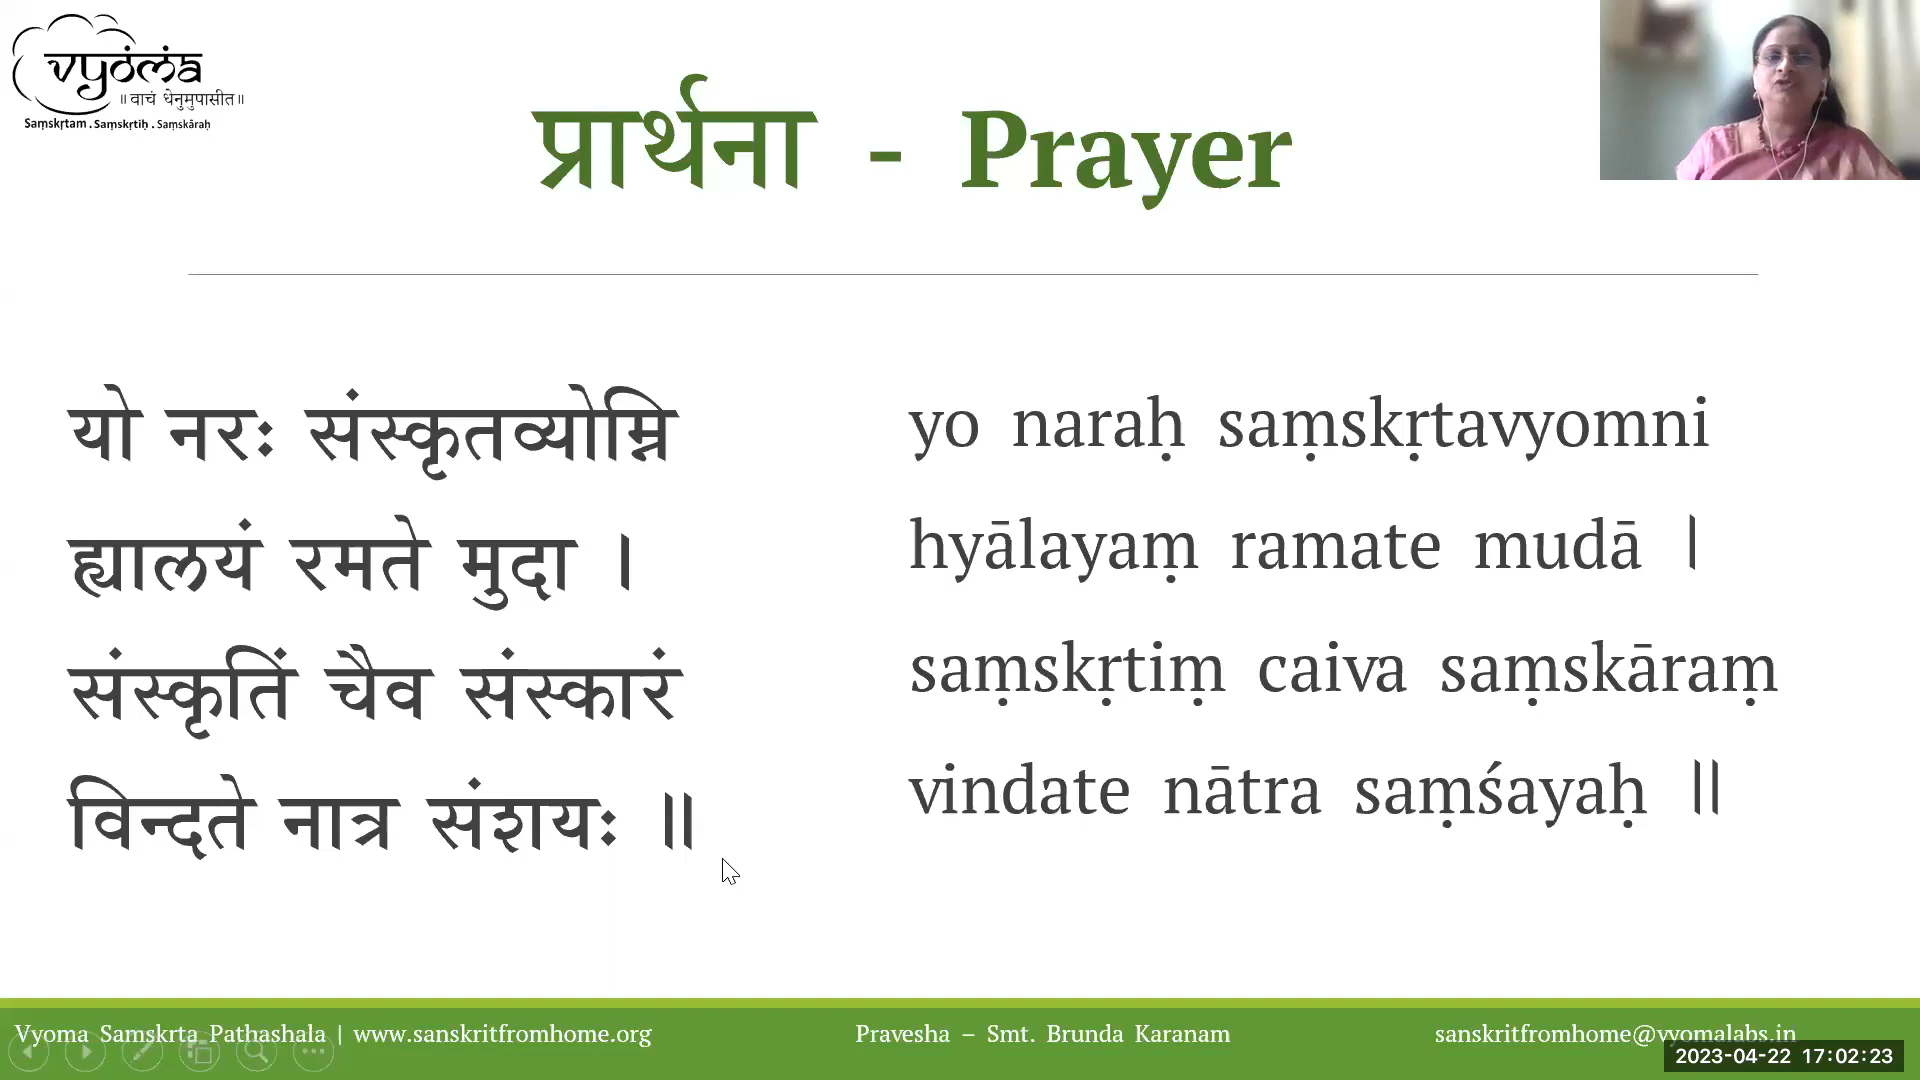 vyoma
॥ वाचं धेनुमुपासीत॥
Saṃskṛtam . Saṃskṛtiḥ . Saṃskāraḥ
प्रार्थना - Prayer
यो नरः संस्कृतव्योम्नि
ह्यालयं रमते मुदा ।
संस्कृतिं चैव संस्कारं
विन्दते नात्र संशयः ॥
yo naraḥ saṃskṛtavyomni
hyālayaṃ ramate mudā |
saṃskṛtiṃ caiva saṃskāraṃ
vindate nātra saṃśayaḥ ||
Vyoma Samskrta Pathashala | www.sanskritfromhome.org
Pravesha – Smt. Brunda Karanam
sanskritfromhome@vyomalabs.in
2023-04-22 17:02:23